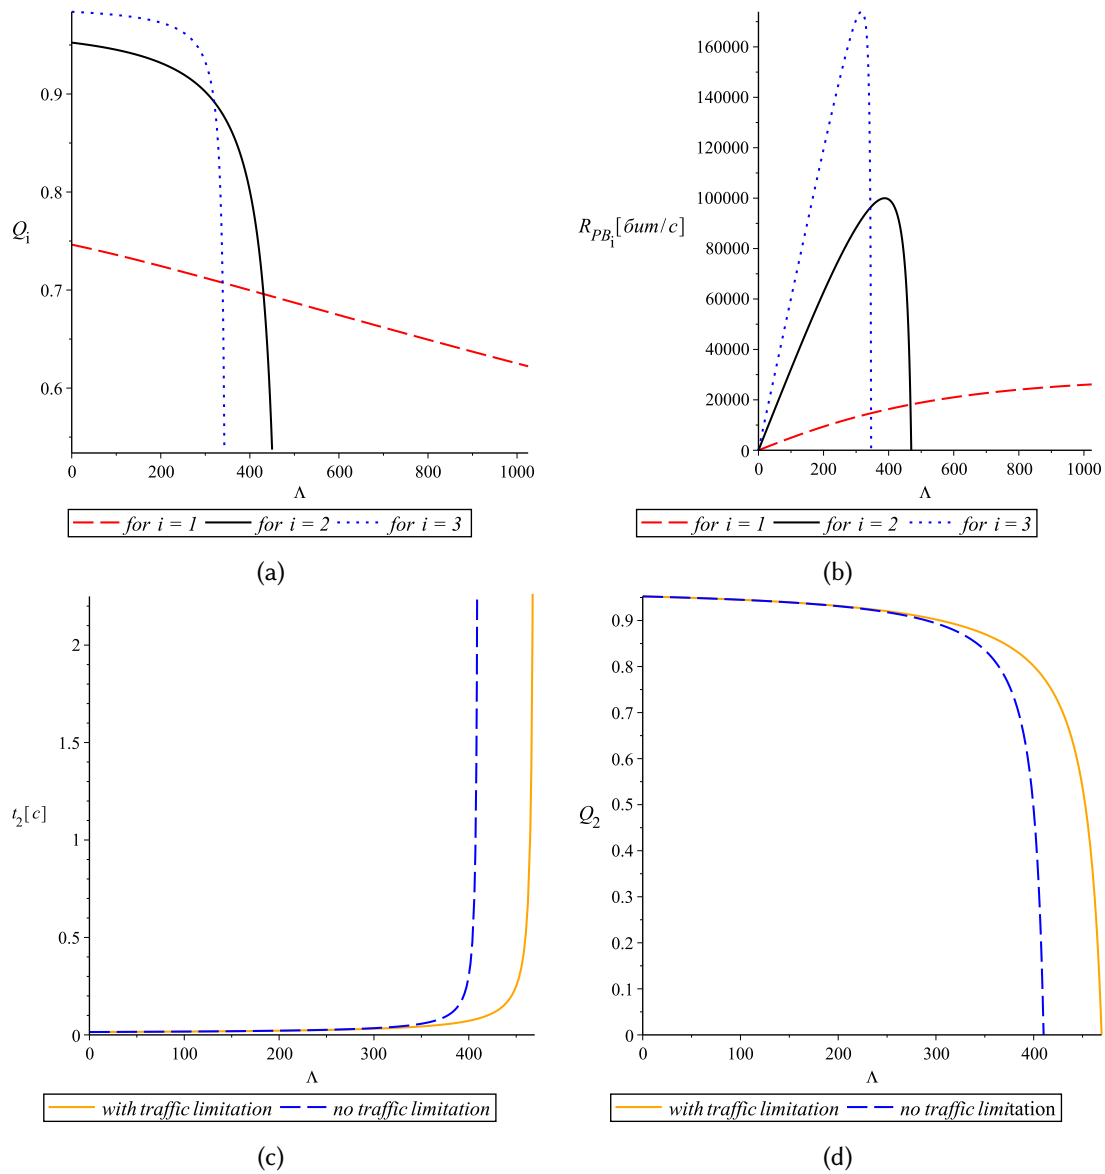 0.9
0.8
Q_i
0.7
0.6
0 200 400 600 800 1000
Λ
for i = 1 for i = 2 for i = 3
(a)
160000
140000
120000
100000
R_{PB_i}[бит/с]
80000
60000
40000
20000
0
0 200 400 600 800 1000
Λ
for i = 1 for i = 2 for i = 3
(b)
2
1.5
t_2[c]
1
0.5
0
0 100 200 300 400
Λ
with traffic limitation no traffic limitation
(c)
0.9
0.8
0.7
0.6
0.5
Q_2
0.4
0.3
0.2
0.1
0
0 100 200 300 400
Λ
with traffic limitation no traffic limitation
(d)